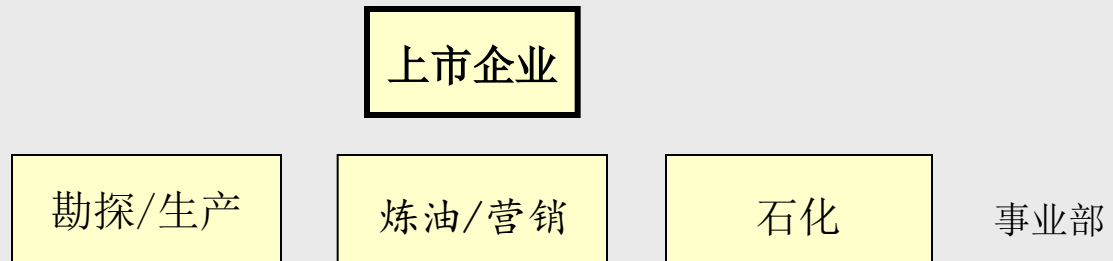 上市企业
勘探/生产
炼油/营销
石化
事业部